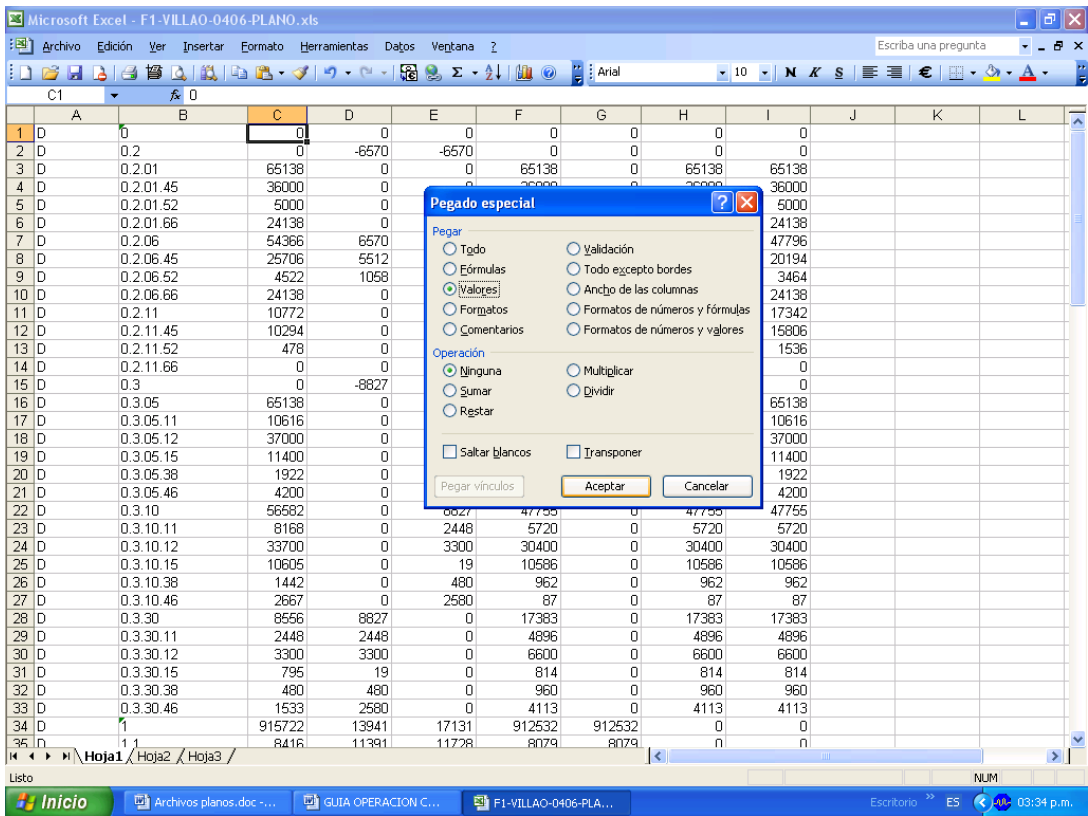 Microsoft Excel - F1-VILLAO-0406-PLANO.xls
Archivo Edición Ver Insertar Formato Herramientas Datos Ventana ? Escriba una pregunta
Arial 10 N K S
C1 fx 0
A B C D E F G H I J K L
1 D 0 0 0 0 0 0 0 0
2 D 0.2 0 -6570 -6570 0 0 0 0
3 D 0.2.01 65138 0 0 65138 0 65138 65138
4 D 0.2.01.45 36000 0 36000
5 D 0.2.01.52 5000 0 5000
6 D 0.2.01.66 24138 0 24138
7 D 0.2.06 54366 6570 47796
8 D 0.2.06.45 25706 5512 20194
9 D 0.2.06.52 4522 1058 3464
10 D 0.2.06.66 24138 0 24138
11 D 0.2.11 10772 0 17342
12 D 0.2.11.45 10294 0 15806
13 D 0.2.11.52 478 0 1536
14 D 0.2.11.66 0 0 0
15 D 0.3 0 -8827 0
16 D 0.3.05 65138 0 65138
17 D 0.3.05.11 10616 0 10616
18 D 0.3.05.12 37000 0 37000
19 D 0.3.05.15 11400 0 11400
20 D 0.3.05.38 1922 0 1922
21 D 0.3.05.46 4200 0 4200
22 D 0.3.10 56582 0 8827 47755 0 47755 47755
23 D 0.3.10.11 8168 0 2448 5720 0 5720 5720
24 D 0.3.10.12 33700 0 3300 30400 0 30400 30400
25 D 0.3.10.15 10605 0 19 10586 0 10586 10586
26 D 0.3.10.38 1442 0 480 962 0 962 962
27 D 0.3.10.46 2667 0 2580 87 0 87 87
28 D 0.3.30 8556 8827 0 17383 0 17383 17383
29 D 0.3.30.11 2448 2448 0 4896 0 4896 4896
30 D 0.3.30.12 3300 3300 0 6600 0 6600 6600
31 D 0.3.30.15 795 19 0 814 0 814 814
32 D 0.3.30.38 480 480 0 960 0 960 960
33 D 0.3.30.46 1533 2580 0 4113 0 4113 4113
34 D 1 915722 13941 17131 912532 912532 0 0
35 D 1.1 8416 11391 11728 8079 8079 0 0
Pegado especial
Pegar
Todo Validación
Fórmulas Todo excepto bordes
Valores Ancho de las columnas
Formatos Formatos de números y fórmulas
Comentarios Formatos de números y valores
Operación
Ninguna Multiplicar
Sumar Dividir
Restar
Saltar blancos Transponer
Pegar vínculos Aceptar Cancelar
Hoja1 Hoja2 Hoja3
Listo NUM
Inicio Archivos planos.doc -... GUIA OPERACION C... F1-VILLAO-0406-PLA... Escritorio » ES 03:34 p.m.